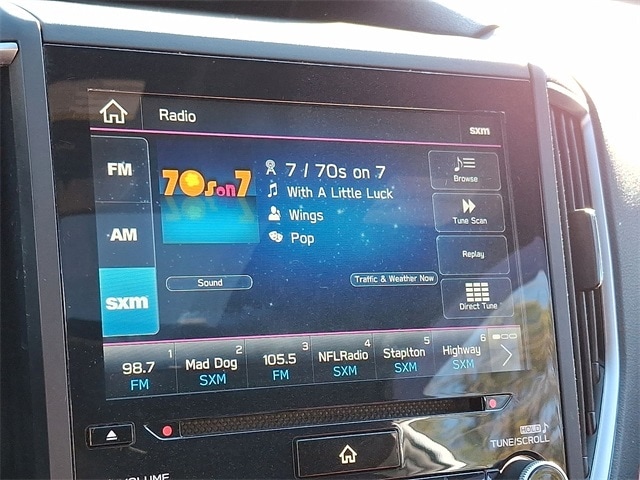 Radio
sxm
FM
AM
sxm
70s on 7
7 / 70s on 7
With A Little Luck
Wings
Pop
Browse
Tune Scan
Replay
Direct Tune
Sound
Traffic & Weather Now
1
98.7
FM
2
Mad Dog
SXM
3
105.5
FM
4
NFLRadio
SXM
5
Staplton
SXM
6
Highway
SXM
HOLD
TUNE/SCROLL
VOLUME